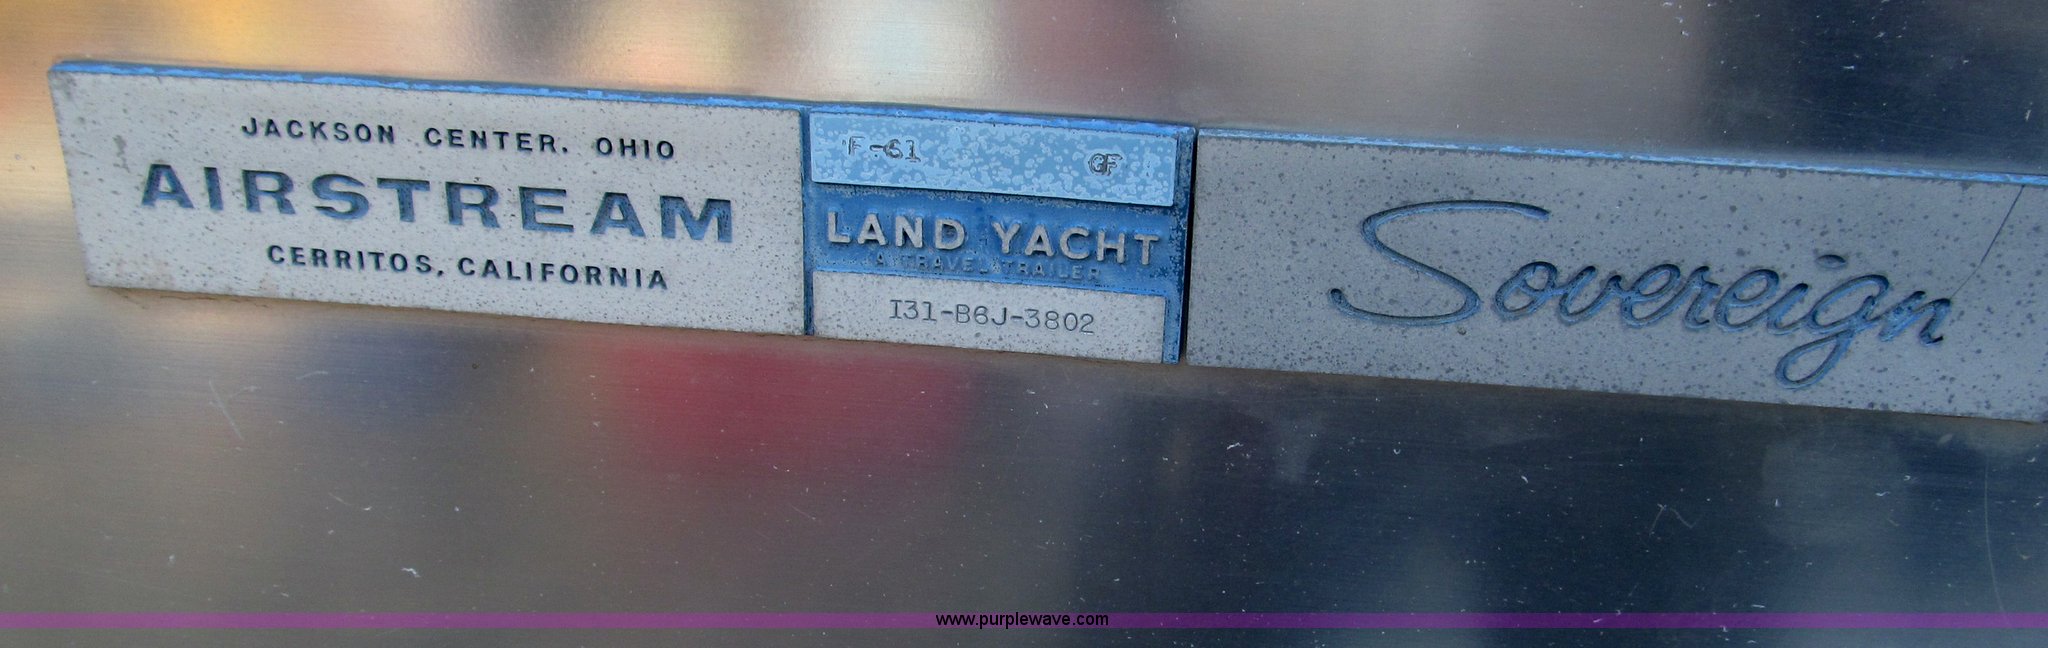 JACKSON CENTER, OHIO
AIRSTREAM
CERRITOS, CALIFORNIA
F-61 GF
LAND YACHT
A TRAVEL TRAILER
I31-B6J-3802
Sovereign
www.purplewave.com